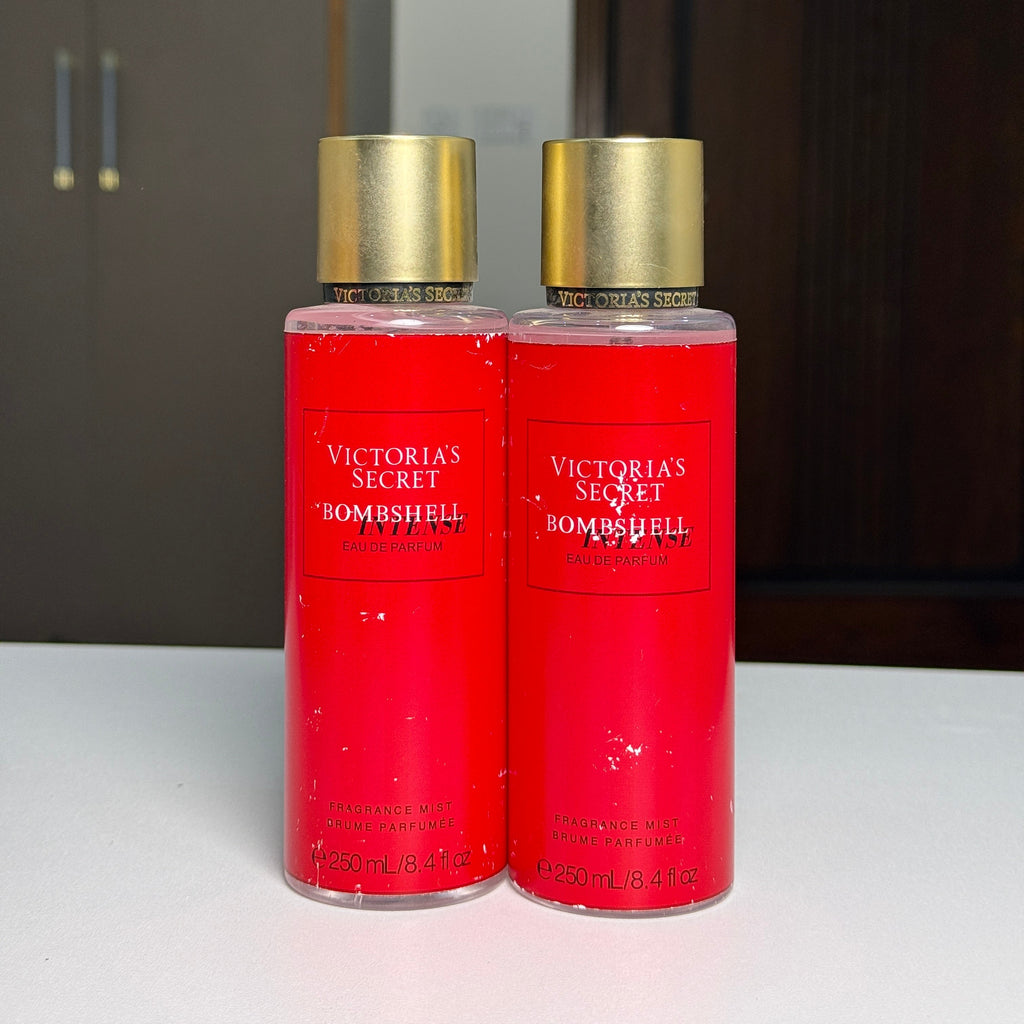 VICTORIA'S SECR
VICTORIA'S
SECRET
BOMBSHELL
INTENSE
EAU DE PARFUM
FRAGRANCE MIST
BRUME PARFUMÉE
℮250 mL/8.4 fl oz
VICTORIA'S SECRET
VICTORIA'S
SECRET
BOMBSHELL
INTENSE
EAU DE PARFUM
FRAGRANCE MIST
BRUME PARFUMÉE
℮250 mL/8.4 fl oz